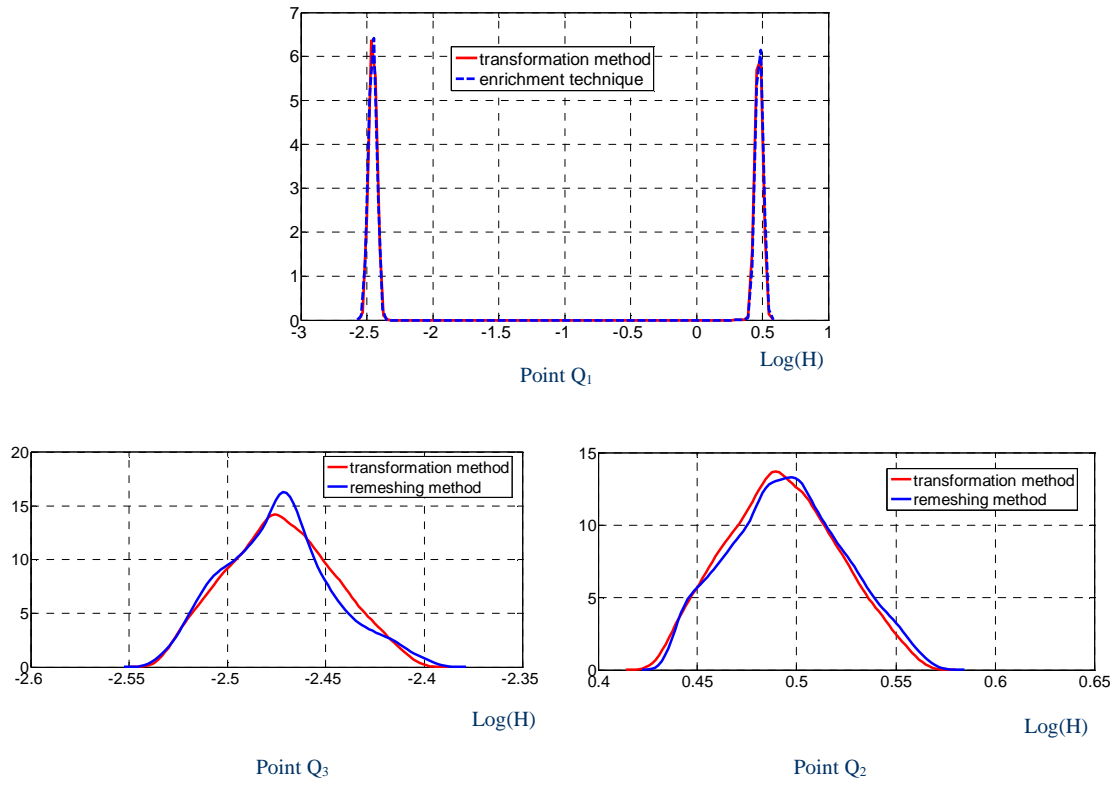 7
6
5
4
3
2
1
0
transformation method
enrichment technique
-3 -2.5 -2 -1.5 -1 -0.5 0 0.5 1
Log(H)
Point Q1
20
15
10
5
0
transformation method
remeshing method
-2.6 -2.55 -2.5 -2.45 -2.4 -2.35
Log(H)
Point Q3
15
10
5
0
transformation method
remeshing method
0.4 0.45 0.5 0.55 0.6 0.65
Log(H)
Point Q2